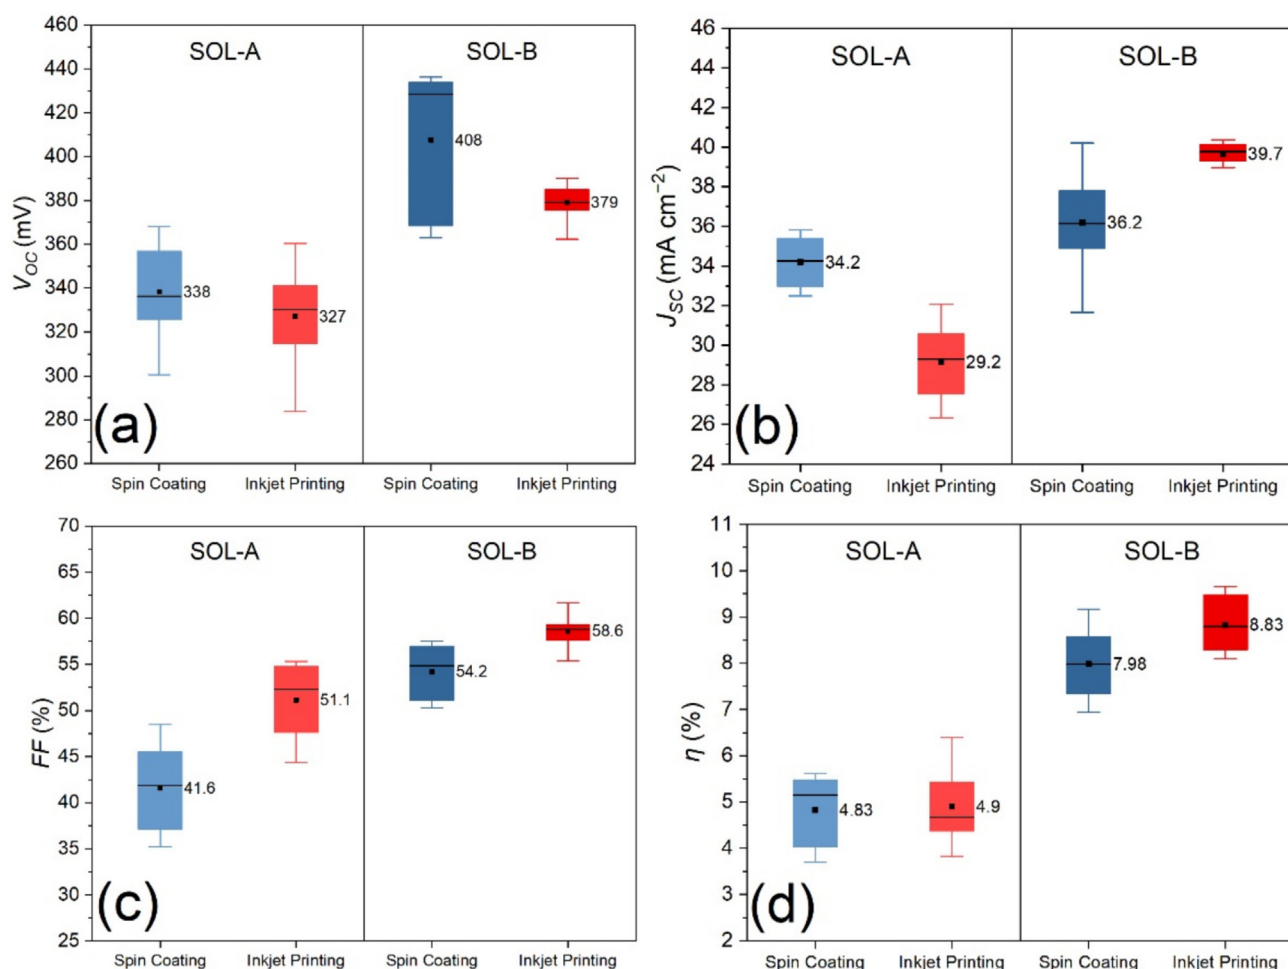 460
440
420
400
380
360
340
320
300
280
260
V_OC (mV)
SOL-A
SOL-B
338
327
408
379
(a)
Spin Coating
Inkjet Printing
Spin Coating
Inkjet Printing
46
44
42
40
38
36
34
32
30
28
26
24
J_SC (mA cm⁻²)
SOL-A
SOL-B
34.2
29.2
36.2
39.7
(b)
Spin Coating
Inkjet Printing
Spin Coating
Inkjet Printing
70
65
60
55
50
45
40
35
30
25
FF (%)
SOL-A
SOL-B
41.6
51.1
54.2
58.6
(c)
Spin Coating
Inkjet Printing
Spin Coating
Inkjet Printing
11
10
9
8
7
6
5
4
3
2
η (%)
SOL-A
SOL-B
4.83
4.9
7.98
8.83
(d)
Spin Coating
Inkjet Printing
Spin Coating
Inkjet Printing